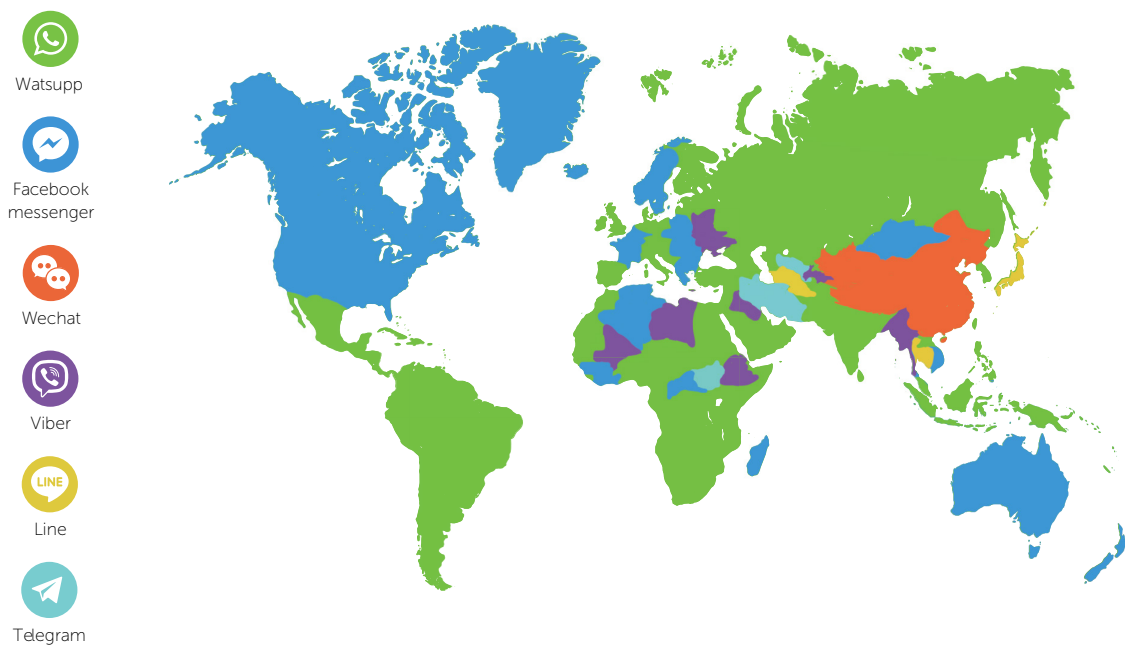 Watsupp
Facebook
messenger
Wechat
Viber
LINE
Line
Telegram